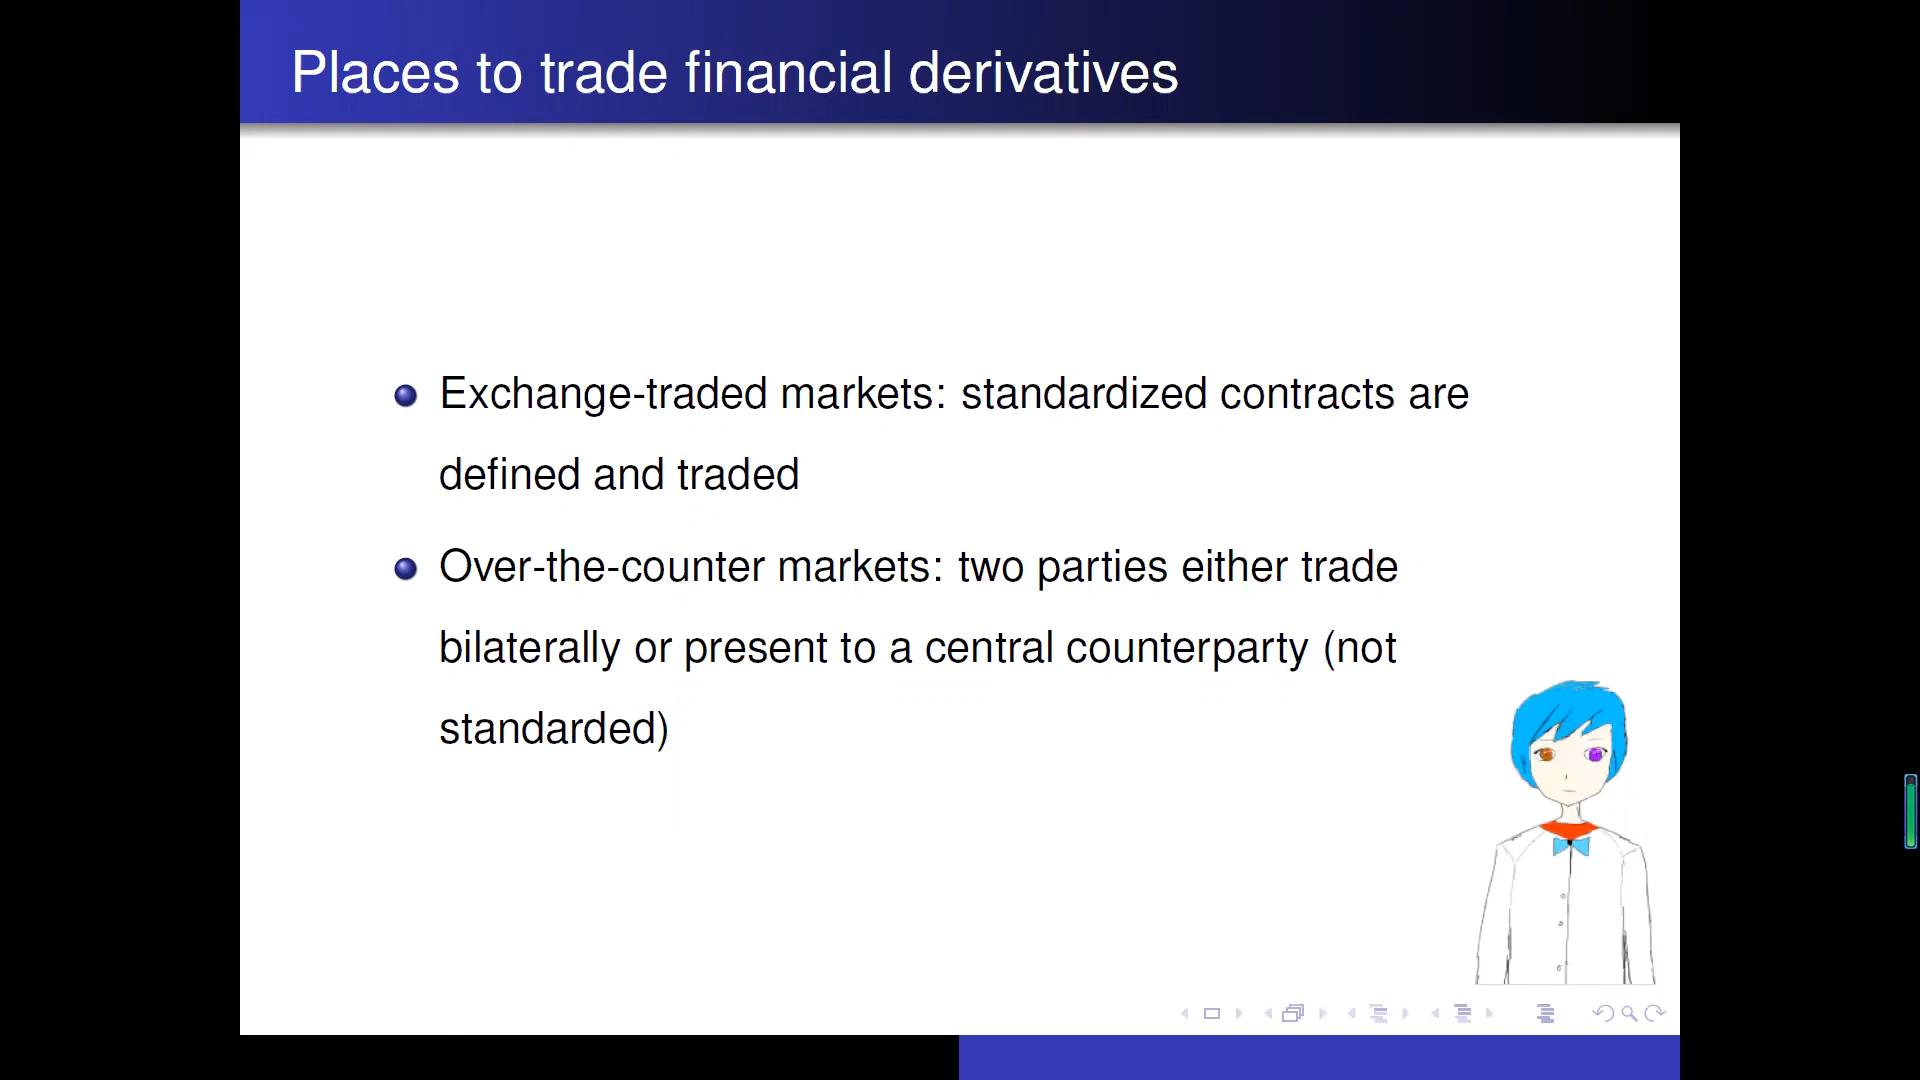 Places to trade financial derivatives
Exchange-traded markets: standardized contracts are
defined and traded
Over-the-counter markets: two parties either trade
bilaterally or present to a central counterparty (not
standarded)